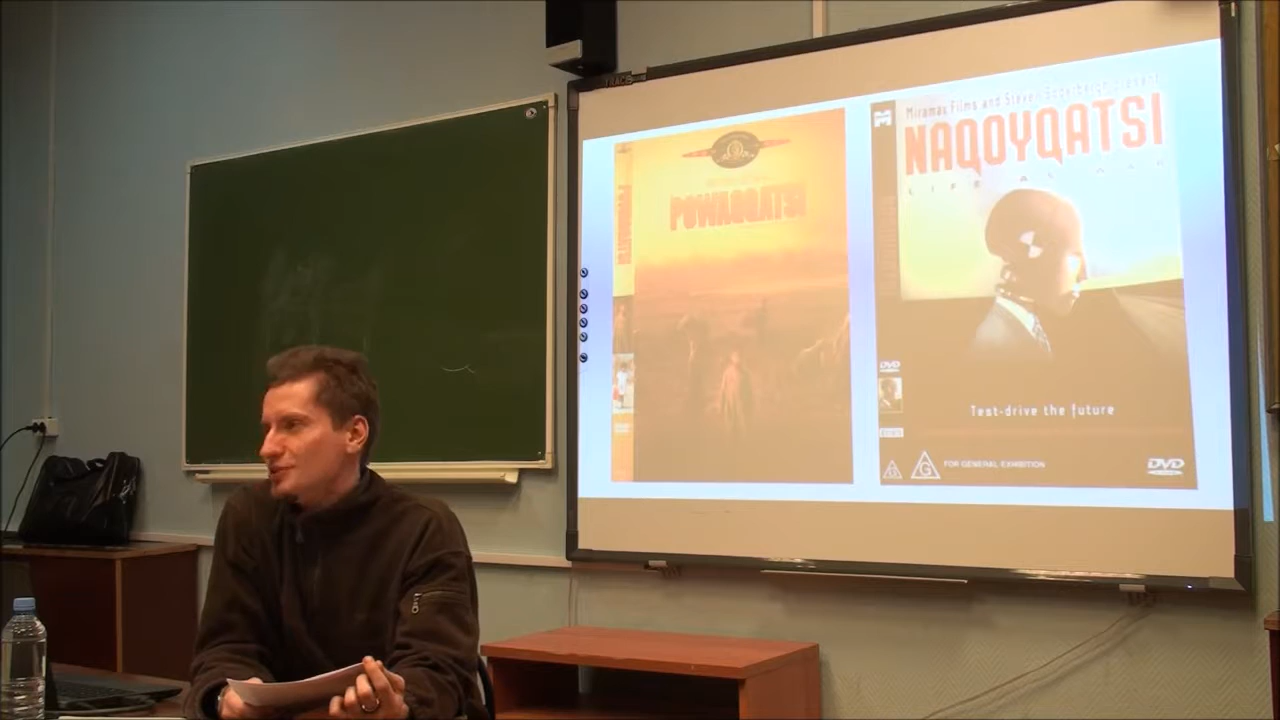 POWAQQATSI
Miramax Films and Steven Soderbergh present
NAQOYQATSI
LIFE AS WAR
Test-drive the future
DVD
G
FOR GENERAL EXHIBITION
DVD